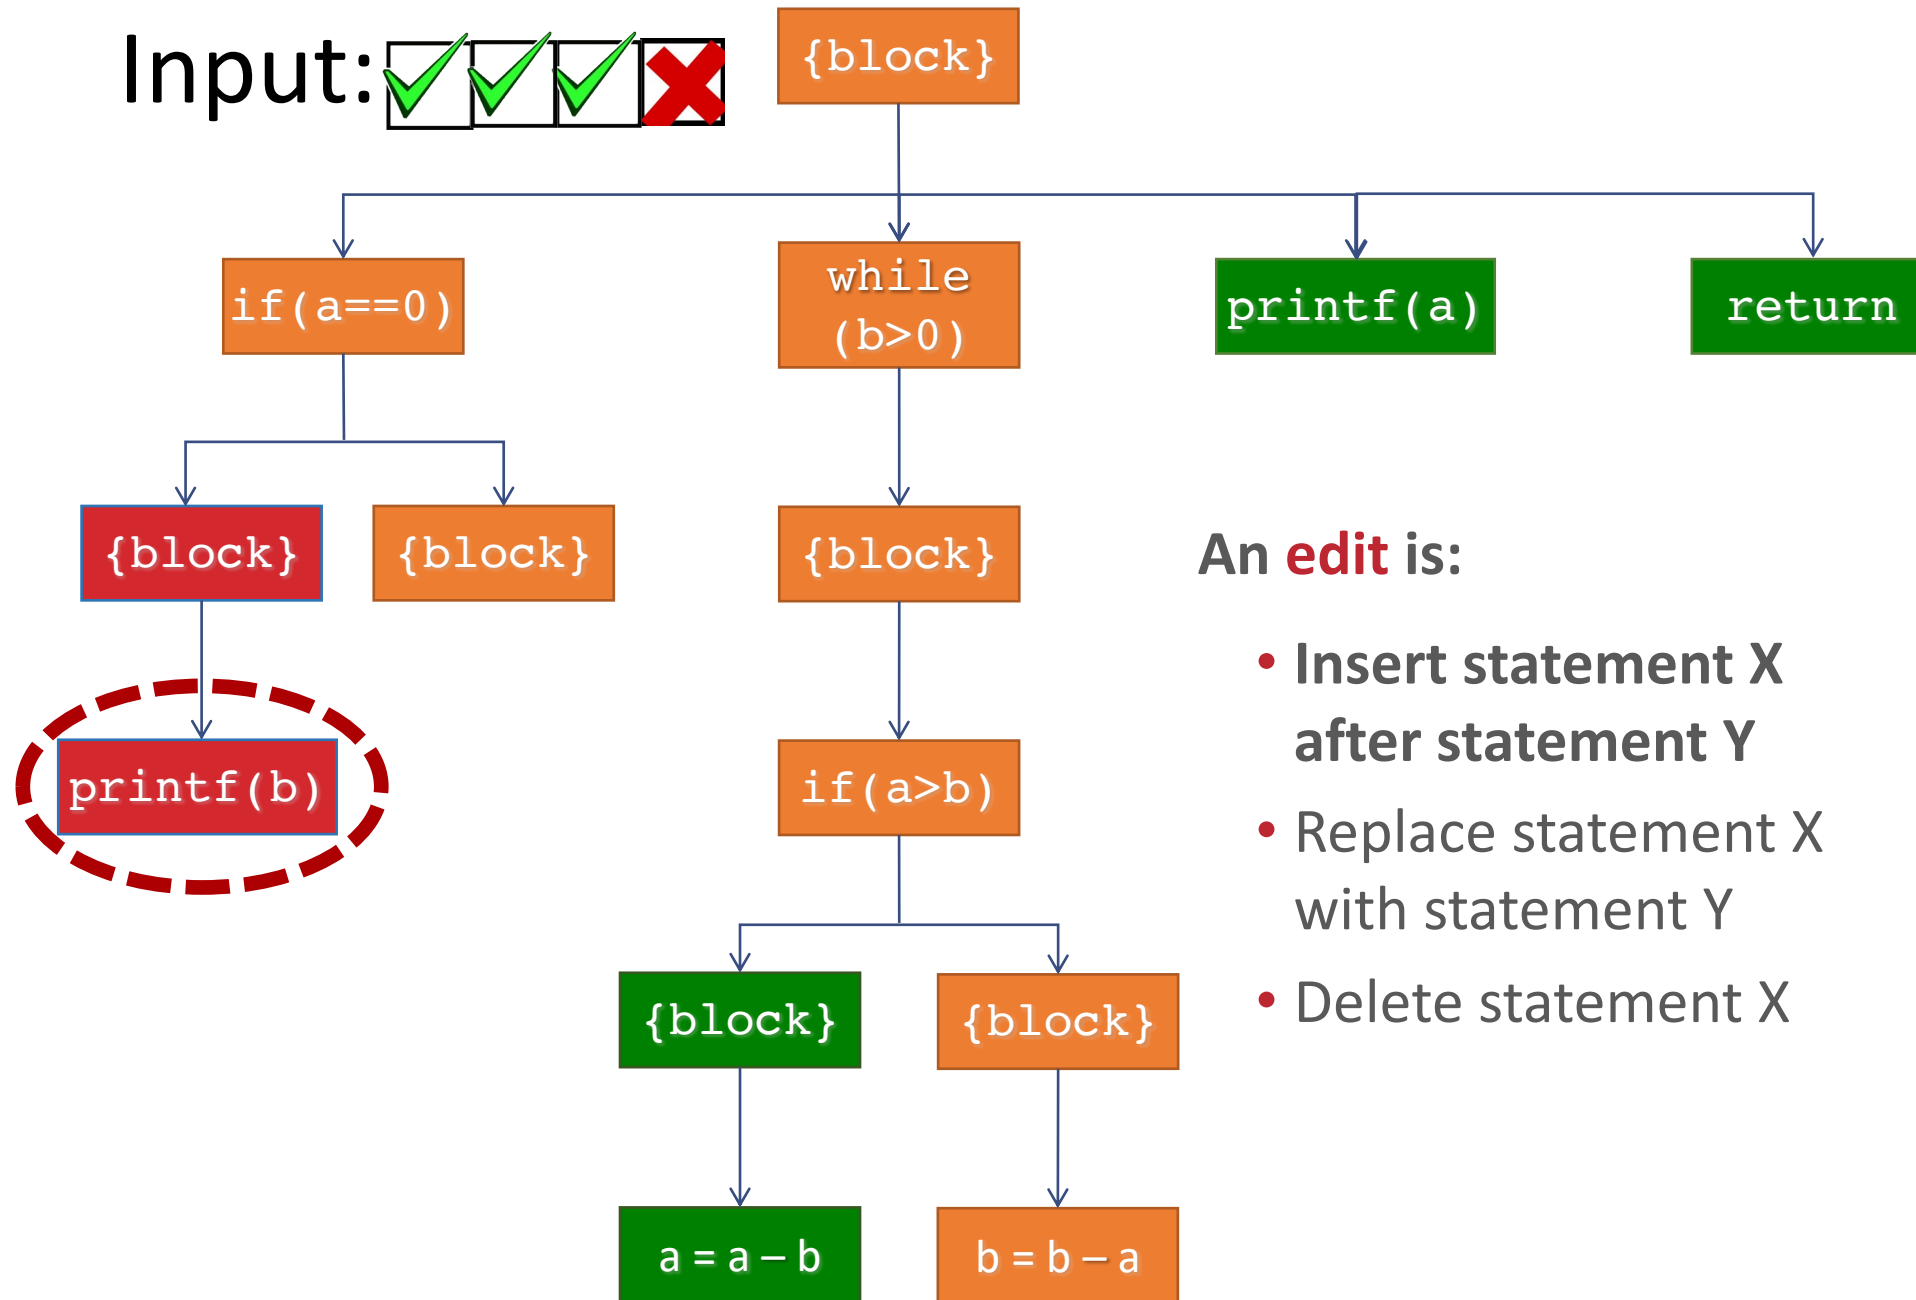 Input:
{block}
if(a==0)
while
(b>0)
printf(a)
return
{block}
{block}
{block}
printf(b)
if(a>b)
{block}
{block}
a = a – b
b = b – a
An edit is:
• Insert statement X
after statement Y
• Replace statement X
with statement Y
• Delete statement X